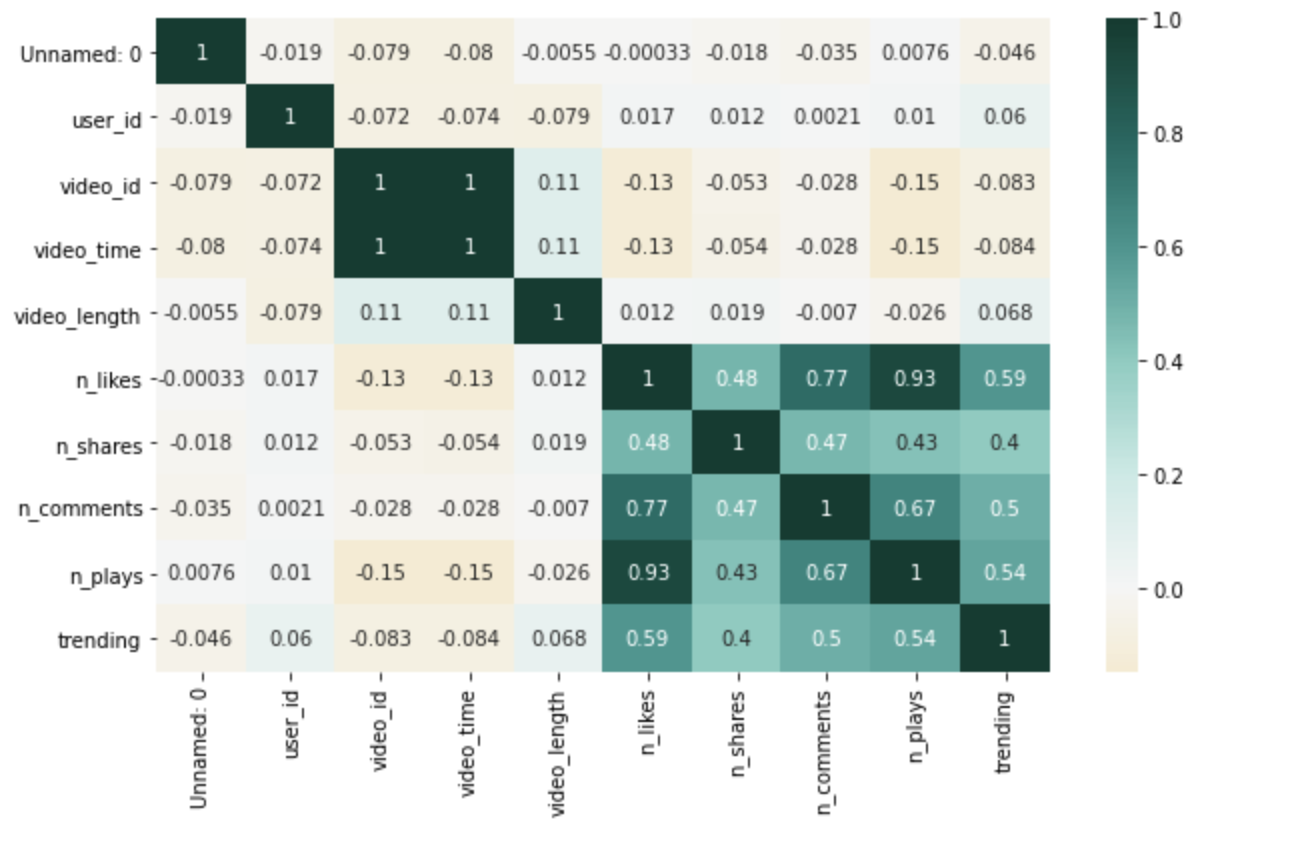 Unnamed: 0 1 -0.019 -0.079 -0.08 -0.0055 -0.00033 -0.018 -0.035 0.0076 -0.046
user_id -0.019 1 -0.072 -0.074 -0.079 0.017 0.012 0.0021 0.01 0.06
video_id -0.079 -0.072 1 1 0.11 -0.13 -0.053 -0.028 -0.15 -0.083
video_time -0.08 -0.074 1 1 0.11 -0.13 -0.054 -0.028 -0.15 -0.084
video_length -0.0055 -0.079 0.11 0.11 1 0.012 0.019 -0.007 -0.026 0.068
n_likes -0.00033 0.017 -0.13 -0.13 0.012 1 0.48 0.77 0.93 0.59
n_shares -0.018 0.012 -0.053 -0.054 0.019 0.48 1 0.47 0.43 0.4
n_comments -0.035 0.0021 -0.028 -0.028 -0.007 0.77 0.47 1 0.67 0.5
n_plays 0.0076 0.01 -0.15 -0.15 -0.026 0.93 0.43 0.67 1 0.54
trending -0.046 0.06 -0.083 -0.084 0.068 0.59 0.4 0.5 0.54 1
Unnamed: 0
user_id
video_id
video_time
video_length
n_likes
n_shares
n_comments
n_plays
trending
1.0
0.8
0.6
0.4
0.2
0.0